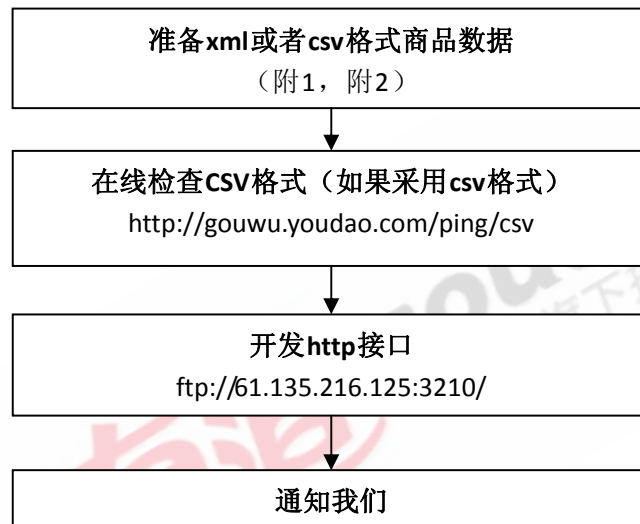 准备xml或者csv格式商品数据
（附1，附2）
在线检查CSV格式（如果采用csv格式）
http://gouwu.youdao.com/ping/csv
开发http接口
ftp://61.135.216.125:3210/
通知我们